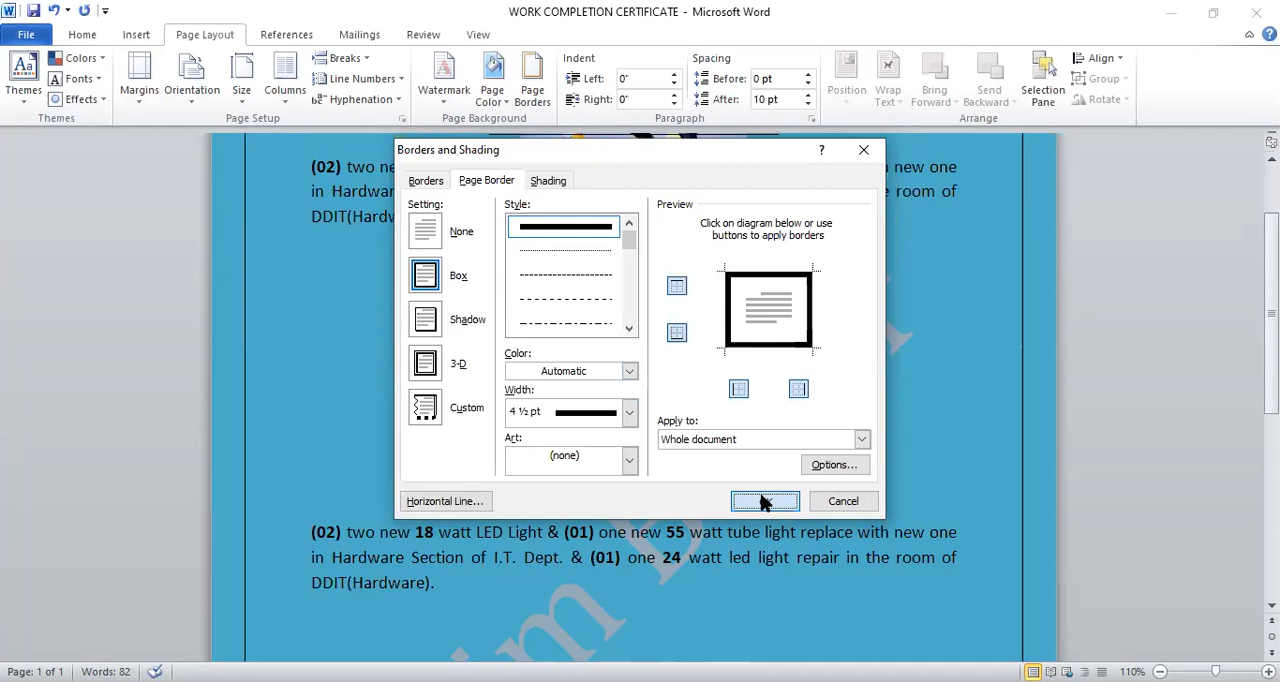 WORK COMPLETION CERTIFICATE - Microsoft Word
File Home Insert Page Layout References Mailings Review View
Themes
Colors
Fonts
Effects
Themes
Margins
Orientation
Size
Columns
Breaks
Line Numbers
Hyphenation
Page Setup
Watermark
Page Color
Page Borders
Page Background
Indent
Left: 0"
Right: 0"
Spacing
Before: 0 pt
After: 10 pt
Paragraph
Position
Wrap Text
Bring Forward
Send Backward
Selection Pane
Align
Group
Rotate
Arrange
(02) two ne
in Hardwar
DDIT(Hardw
h new one
e room of
Borders and Shading
Borders Page Border Shading
Setting:
None
Box
Shadow
3-D
Custom
Style:
Color:
Automatic
Width:
4 ½ pt
Art:
(none)
Preview
Click on diagram below or use
buttons to apply borders
Apply to:
Whole document
Options...
Horizontal Line...
Cancel
(02) two new 18 watt LED Light & (01) one new 55 watt tube light replace with new one
in Hardware Section of I.T. Dept. & (01) one 24 watt led light repair in the room of
DDIT(Hardware).
Page: 1 of 1 Words: 82 110%